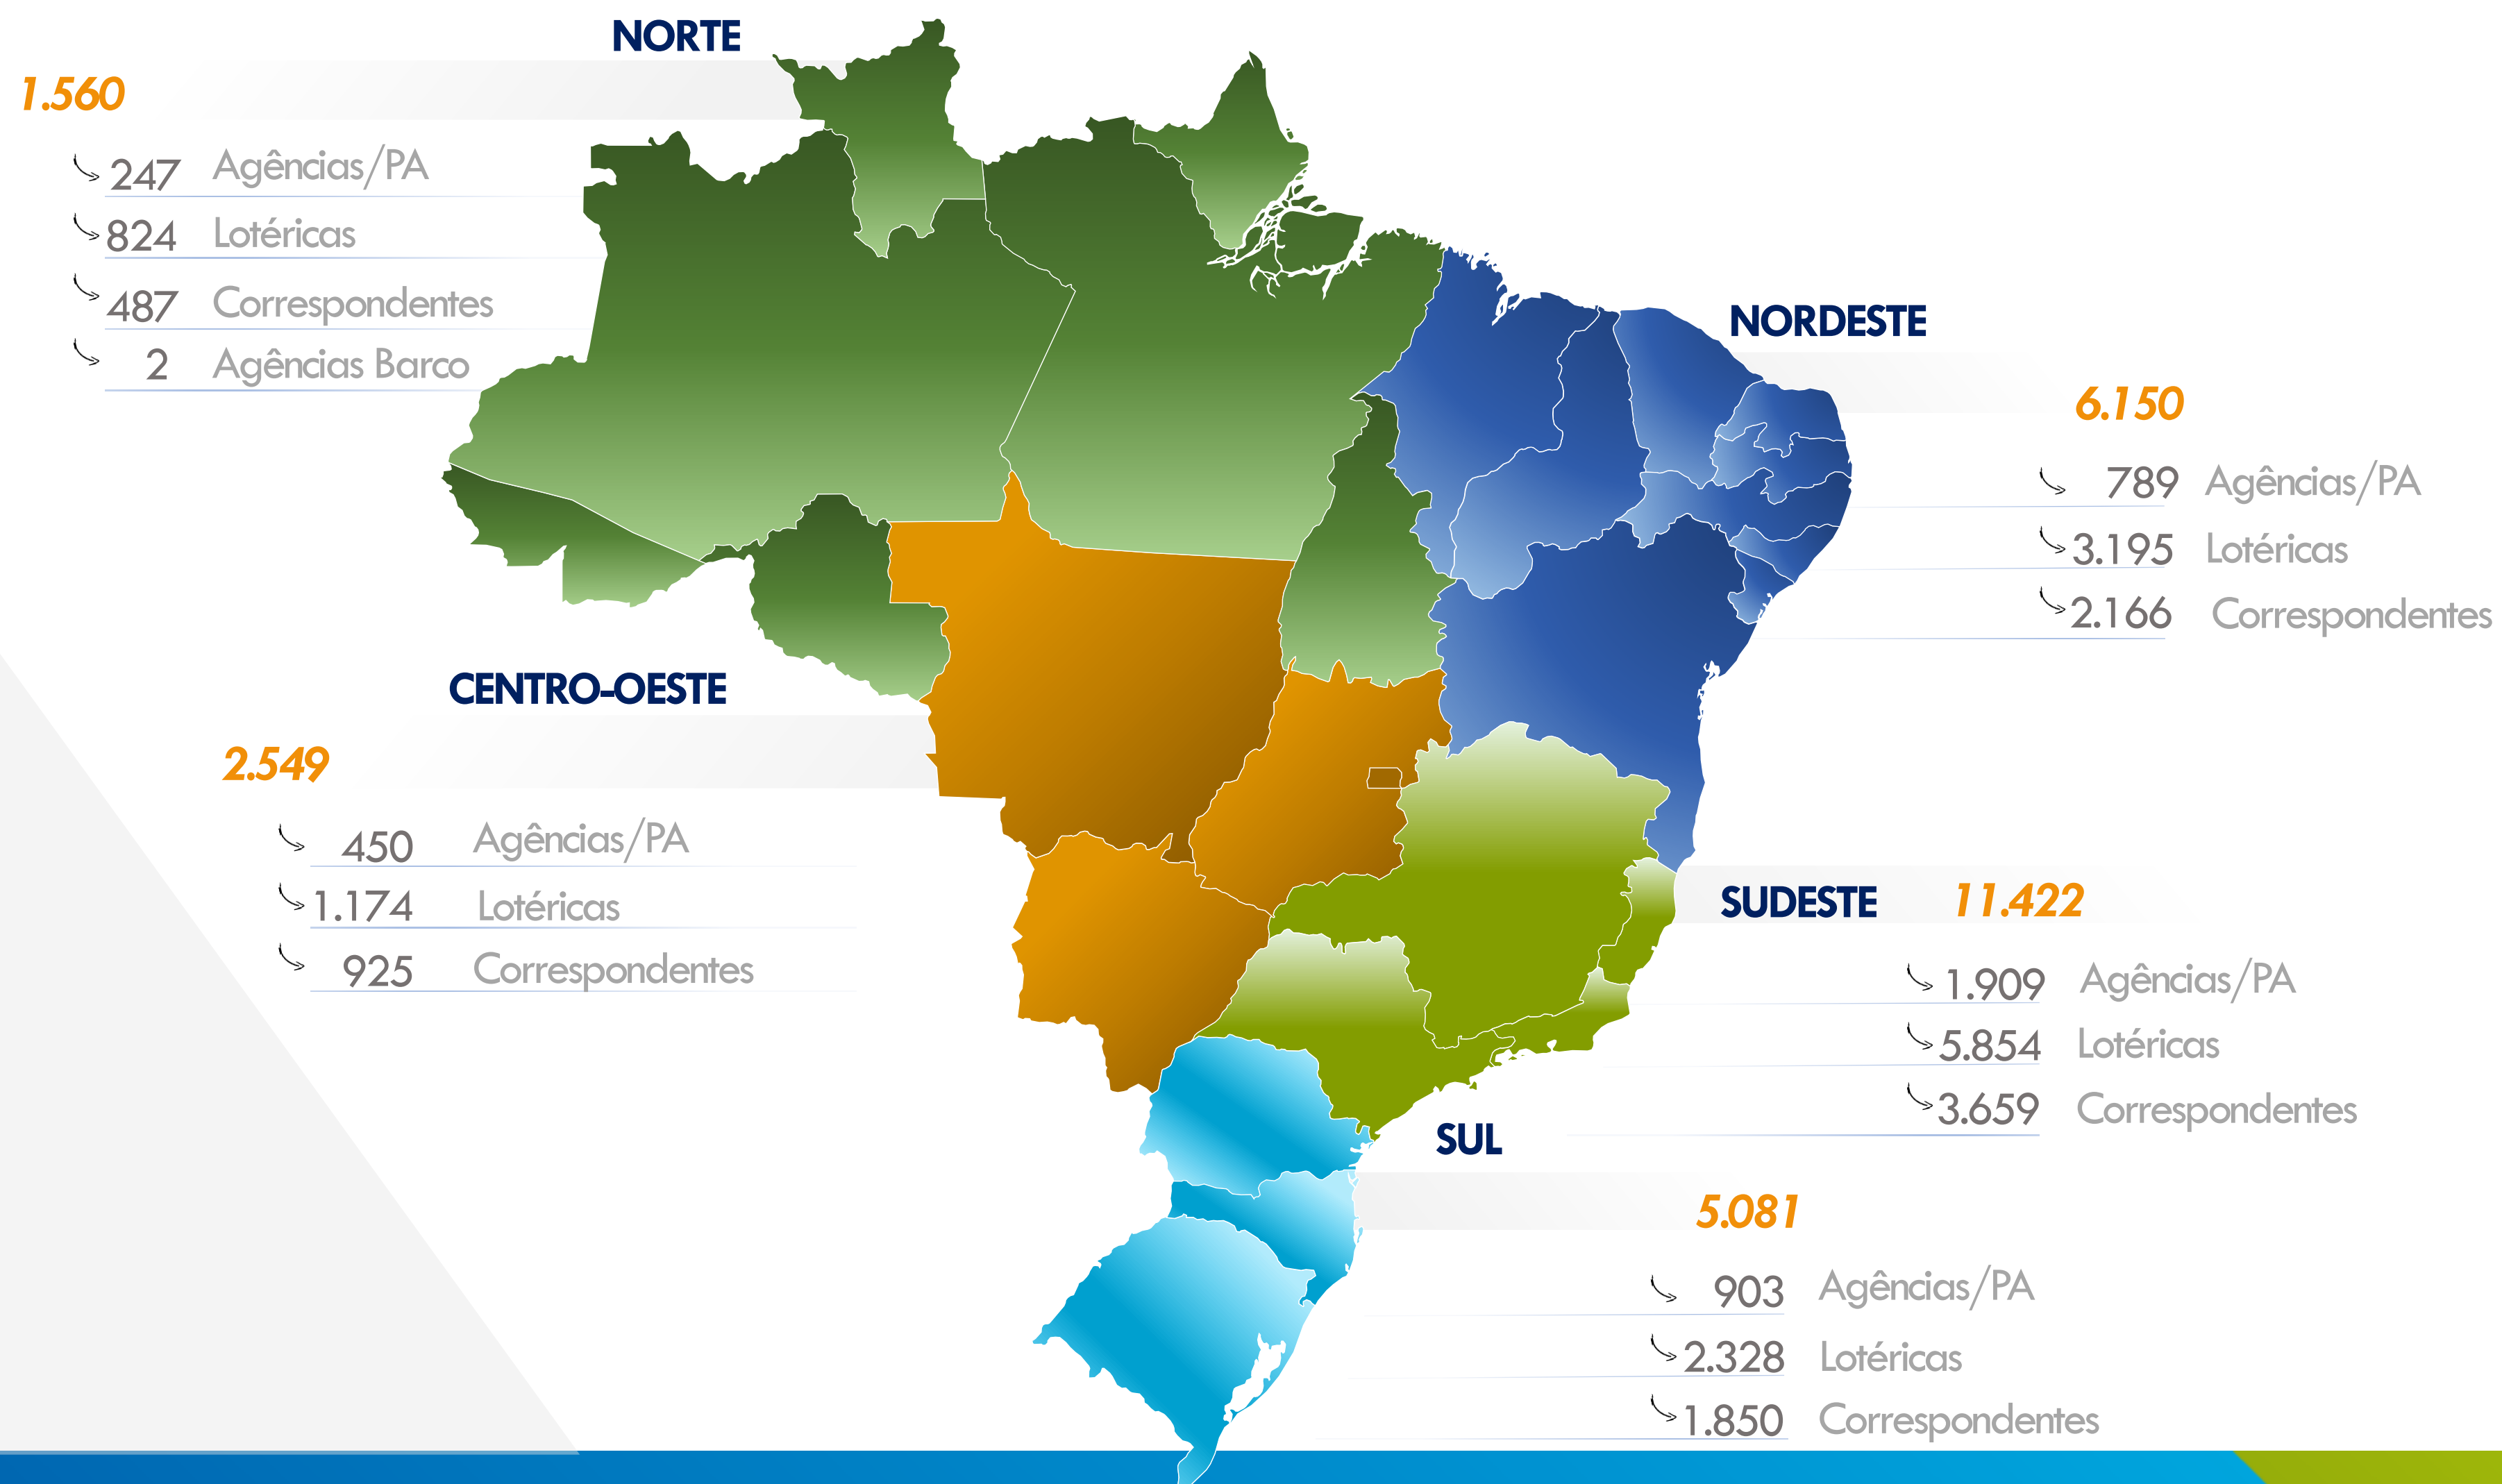 NORTE
1.560
247 Agências/PA
824 Lotéricas
487 Correspondentes
2 Agências Barco
NORDESTE
6.150
789 Agências/PA
3.195 Lotéricas
2.166 Correspondentes
CENTRO-OESTE
2.549
450 Agências/PA
1.174 Lotéricas
925 Correspondentes
SUDESTE 11.422
1.909 Agências/PA
5.854 Lotéricas
3.659 Correspondentes
SUL
5.081
903 Agências/PA
2.328 Lotéricas
1.850 Correspondentes